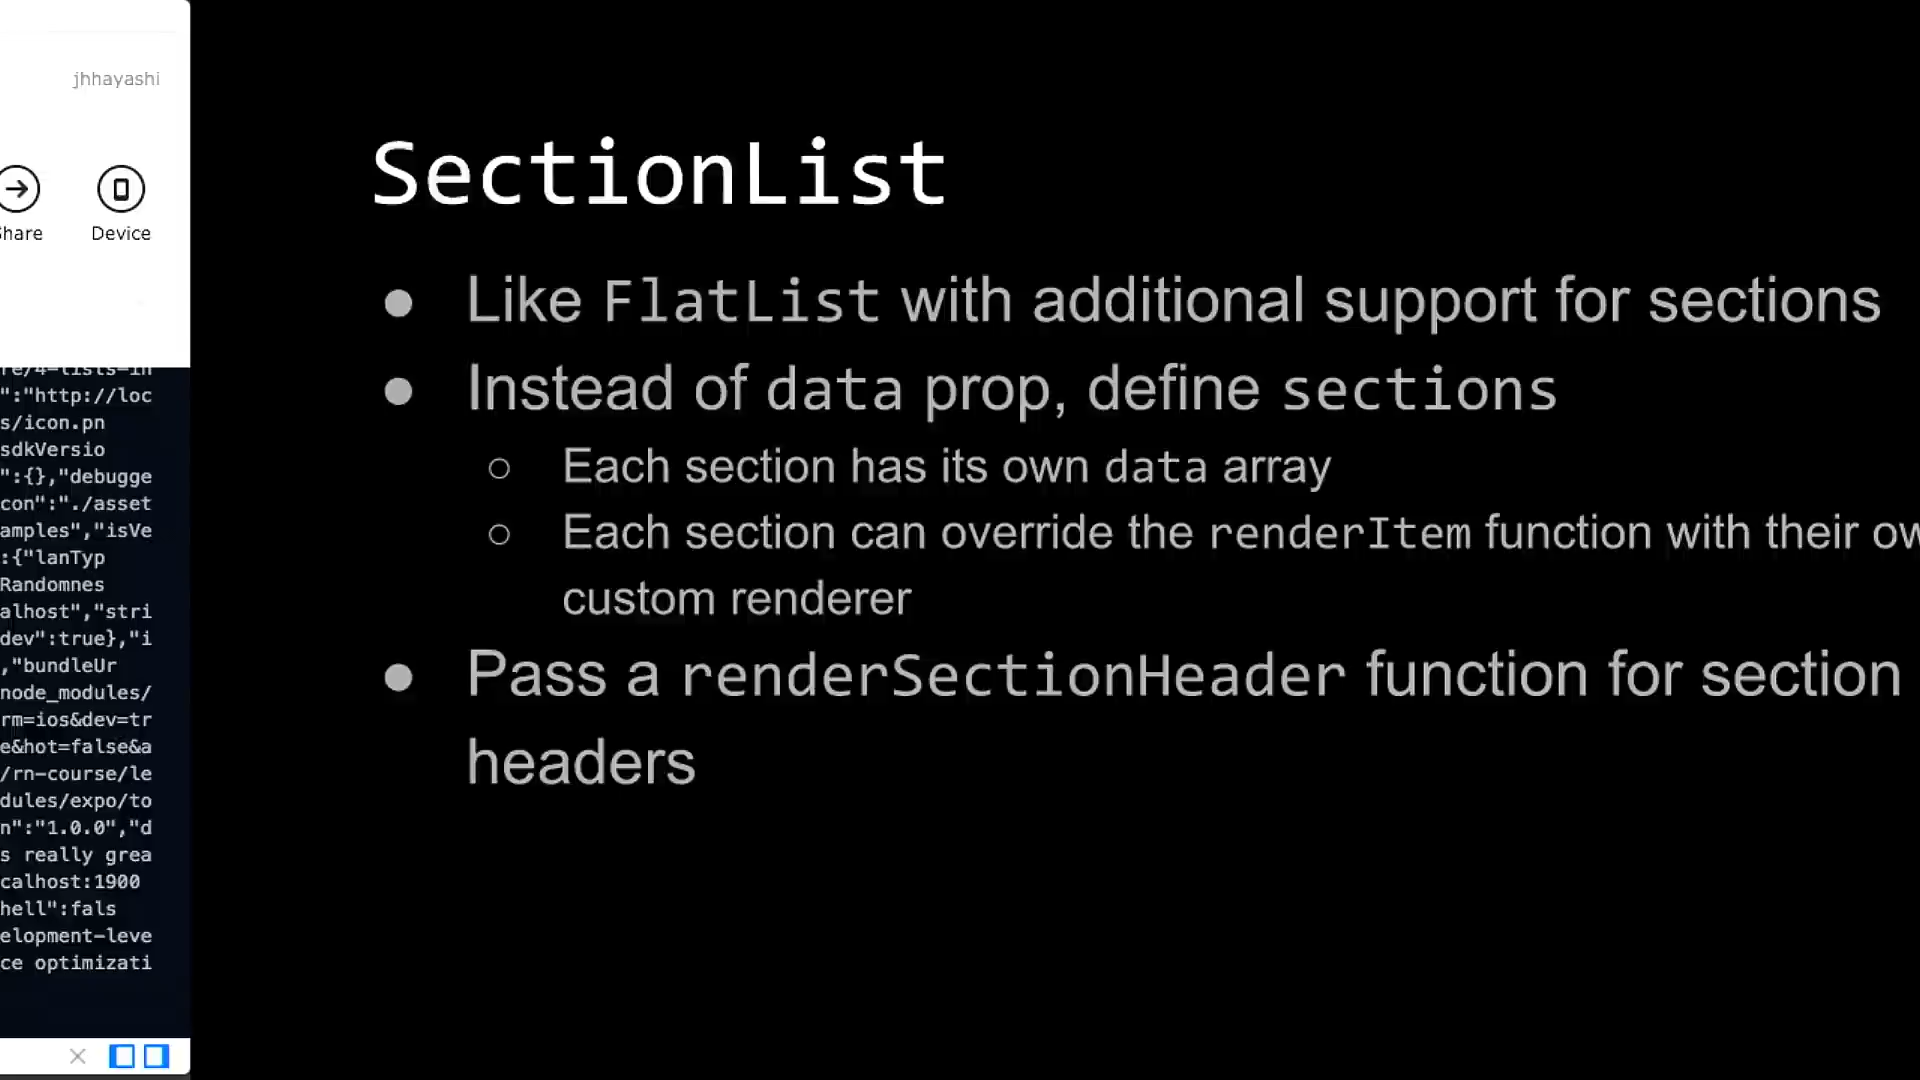 jhhayashi
Share
Device
re/4-lists-in
":"http://loc
s/icon.pn
sdkVersio
":{},"debugge
con":"./asset
amples","isVe
:{"lanTyp
Randomnes
alhost","stri
dev":true},"i
,"bundleUr
node_modules/
rm=ios&dev=tr
e&hot=false&a
/rn-course/le
dules/expo/to
n":"1.0.0","d
s really grea
calhost:1900
hell":fals
elopment-leve
ce optimizati
SectionList
● Like FlatList with additional support for sections
● Instead of data prop, define sections
○ Each section has its own data array
○ Each section can override the renderItem function with their ow
custom renderer
● Pass a renderSectionHeader function for section
headers